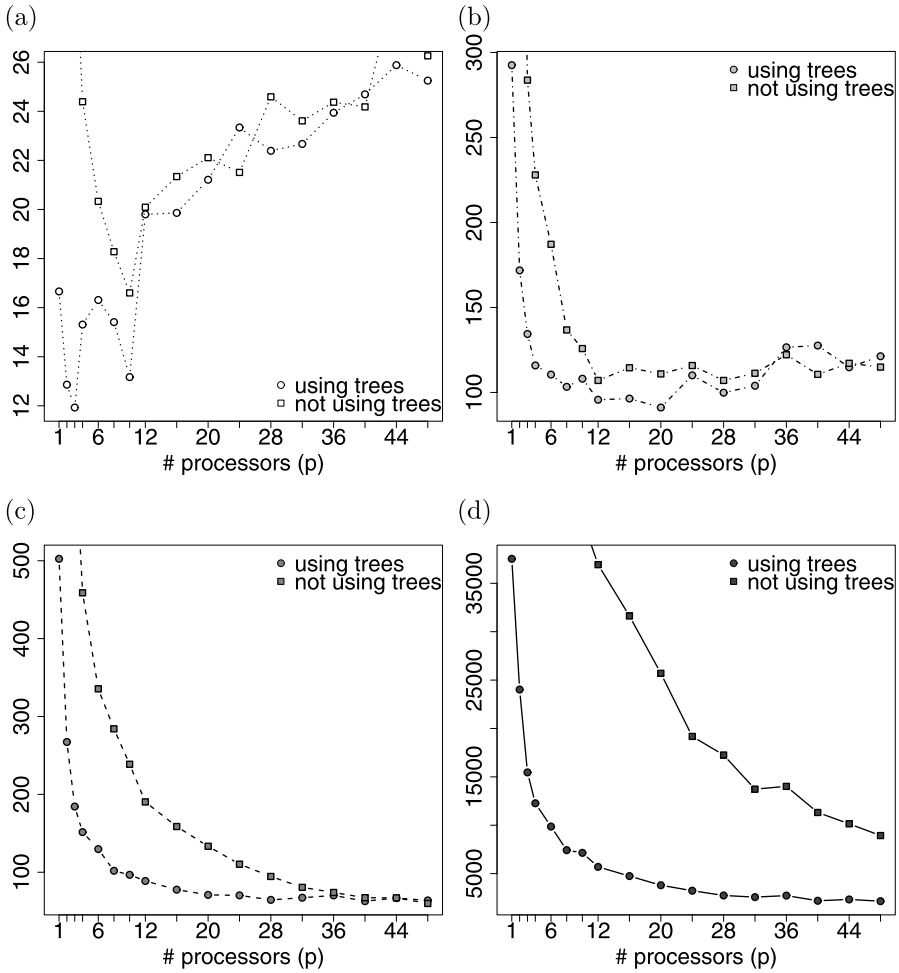 (a)
26
24
22
20
18
16
14
12
using trees
not using trees
1 6 12 20 28 36 44
# processors (p)
(b)
300
250
200
150
100
using trees
not using trees
1 6 12 20 28 36 44
# processors (p)
(c)
500
400
300
200
100
using trees
not using trees
1 6 12 20 28 36 44
# processors (p)
(d)
35000
25000
15000
5000
using trees
not using trees
1 6 12 20 28 36 44
# processors (p)